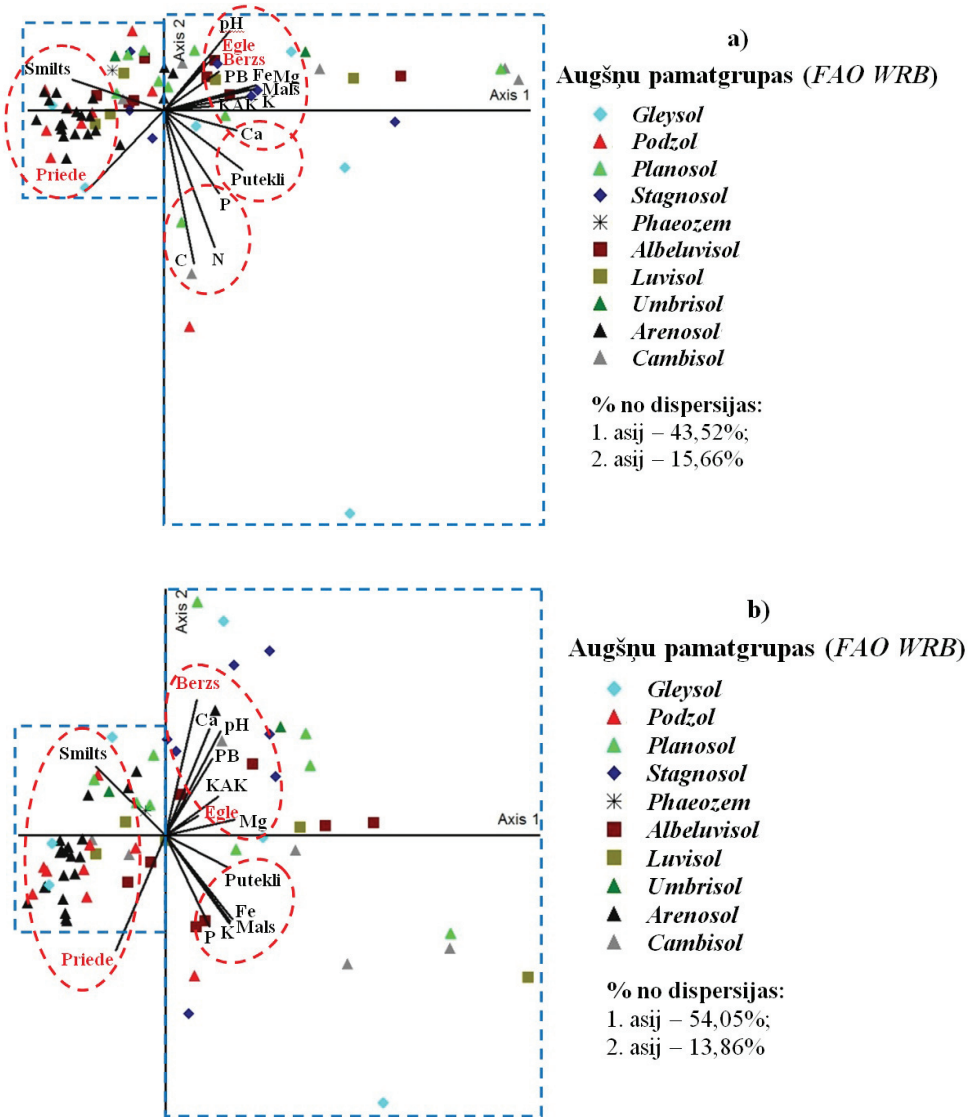 a)
Augšņu pamatgrupas (FAO WRB)
Gleysol
Podzol
Planosol
Stagnosol
Phaeozem
Albeluvisol
Luvisol
Umbrisol
Arenosol
Cambisol
% no dispersijas:
1. asij – 43,52%;
2. asij – 15,66%
Axis 2
pH
Egle
Berzs
PB
Fe
Mg
Mals
KAK
K
Axis 1
Ca
Smilts
Priede
Putekli
P
C
N
b)
Augšņu pamatgrupas (FAO WRB)
Gleysol
Podzol
Planosol
Stagnosol
Phaeozem
Albeluvisol
Luvisol
Umbrisol
Arenosol
Cambisol
% no dispersijas:
1. asij – 54,05%;
2. asij – 13,86%
Axis 2
Berzs
Ca
pH
PB
Smilts
KAK
Egle
Mg
Axis 1
Putekli
Fe
P
K
Mals
Priede